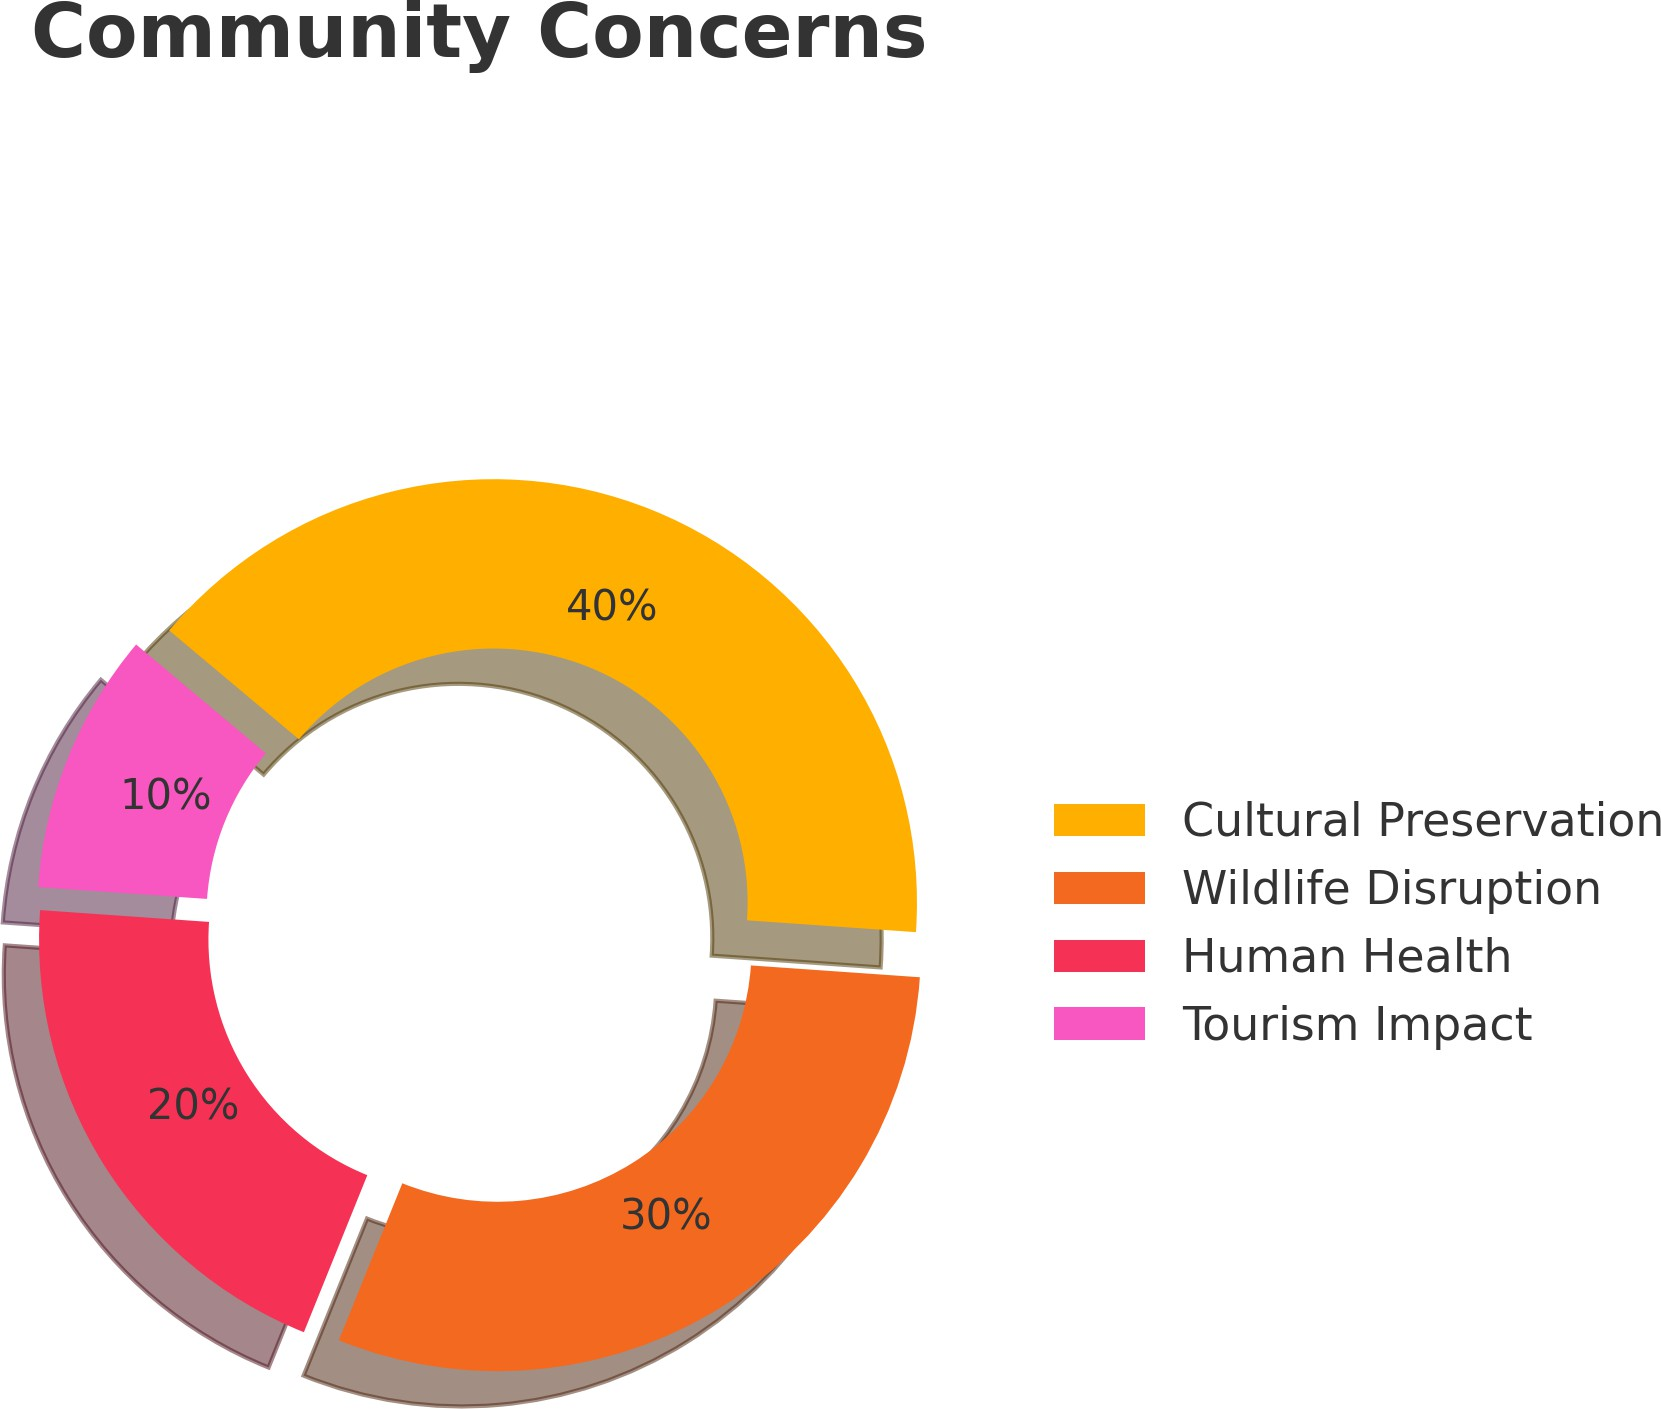 Community Concerns
40%
10%
20%
30%
Cultural Preservation
Wildlife Disruption
Human Health
Tourism Impact